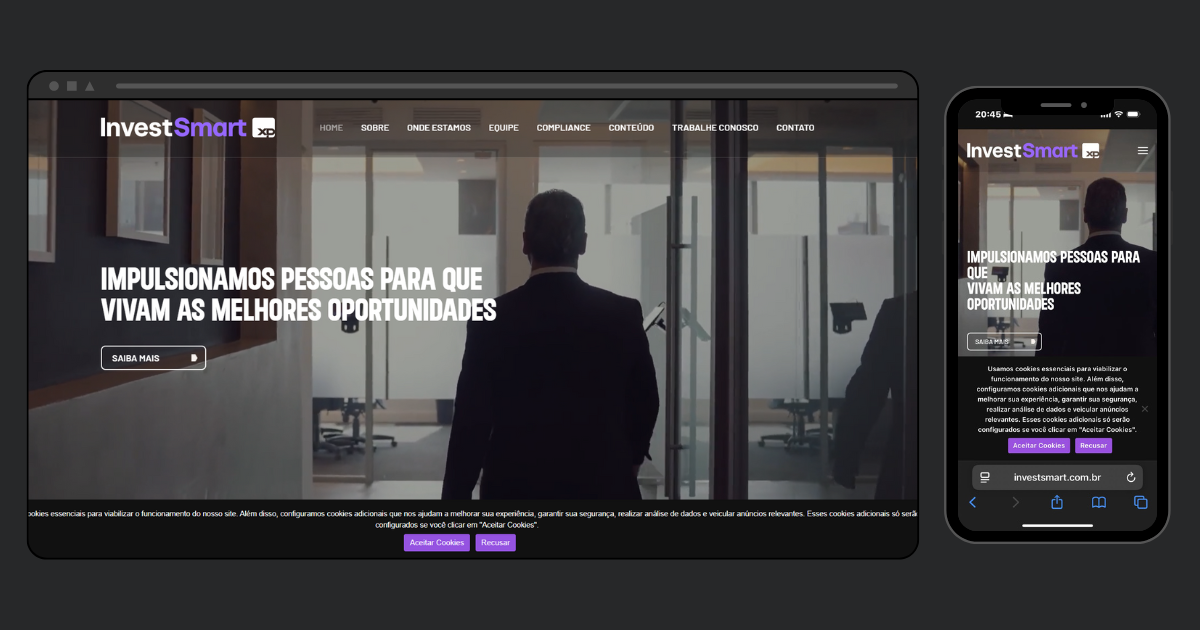 InvestSmart xp
HOME SOBRE ONDE ESTAMOS EQUIPE COMPLIANCE CONTEÚDO TRABALHE CONOSCO CONTATO
IMPULSIONAMOS PESSOAS PARA QUE
VIVAM AS MELHORES OPORTUNIDADES
SAIBA MAIS
essenciais para viabilizar o funcionamento do nosso site. Além disso, configuramos cookies adicionais que nos ajudam a melhorar sua experiência, garantir sua segurança, realizar análise de dados e veicular anúncios relevantes. Esses cookies adicionais só serão
configurados se você clicar em "Aceitar Cookies".
Aceitar Cookies Recusar
20:45
InvestSmart xp
IMPULSIONAMOS PESSOAS PARA
QUE
VIVAM AS MELHORES
OPORTUNIDADES
SAIBA MAIS
Usamos cookies essenciais para viabilizar o
funcionamento do nosso site. Além disso,
configuramos cookies adicionais que nos ajudam a
melhorar sua experiência, garantir sua segurança,
realizar análise de dados e veicular anúncios
relevantes. Esses cookies adicionais só serão
configurados se você clicar em "Aceitar Cookies".
Aceitar Cookies Recusar
investsmart.com.br